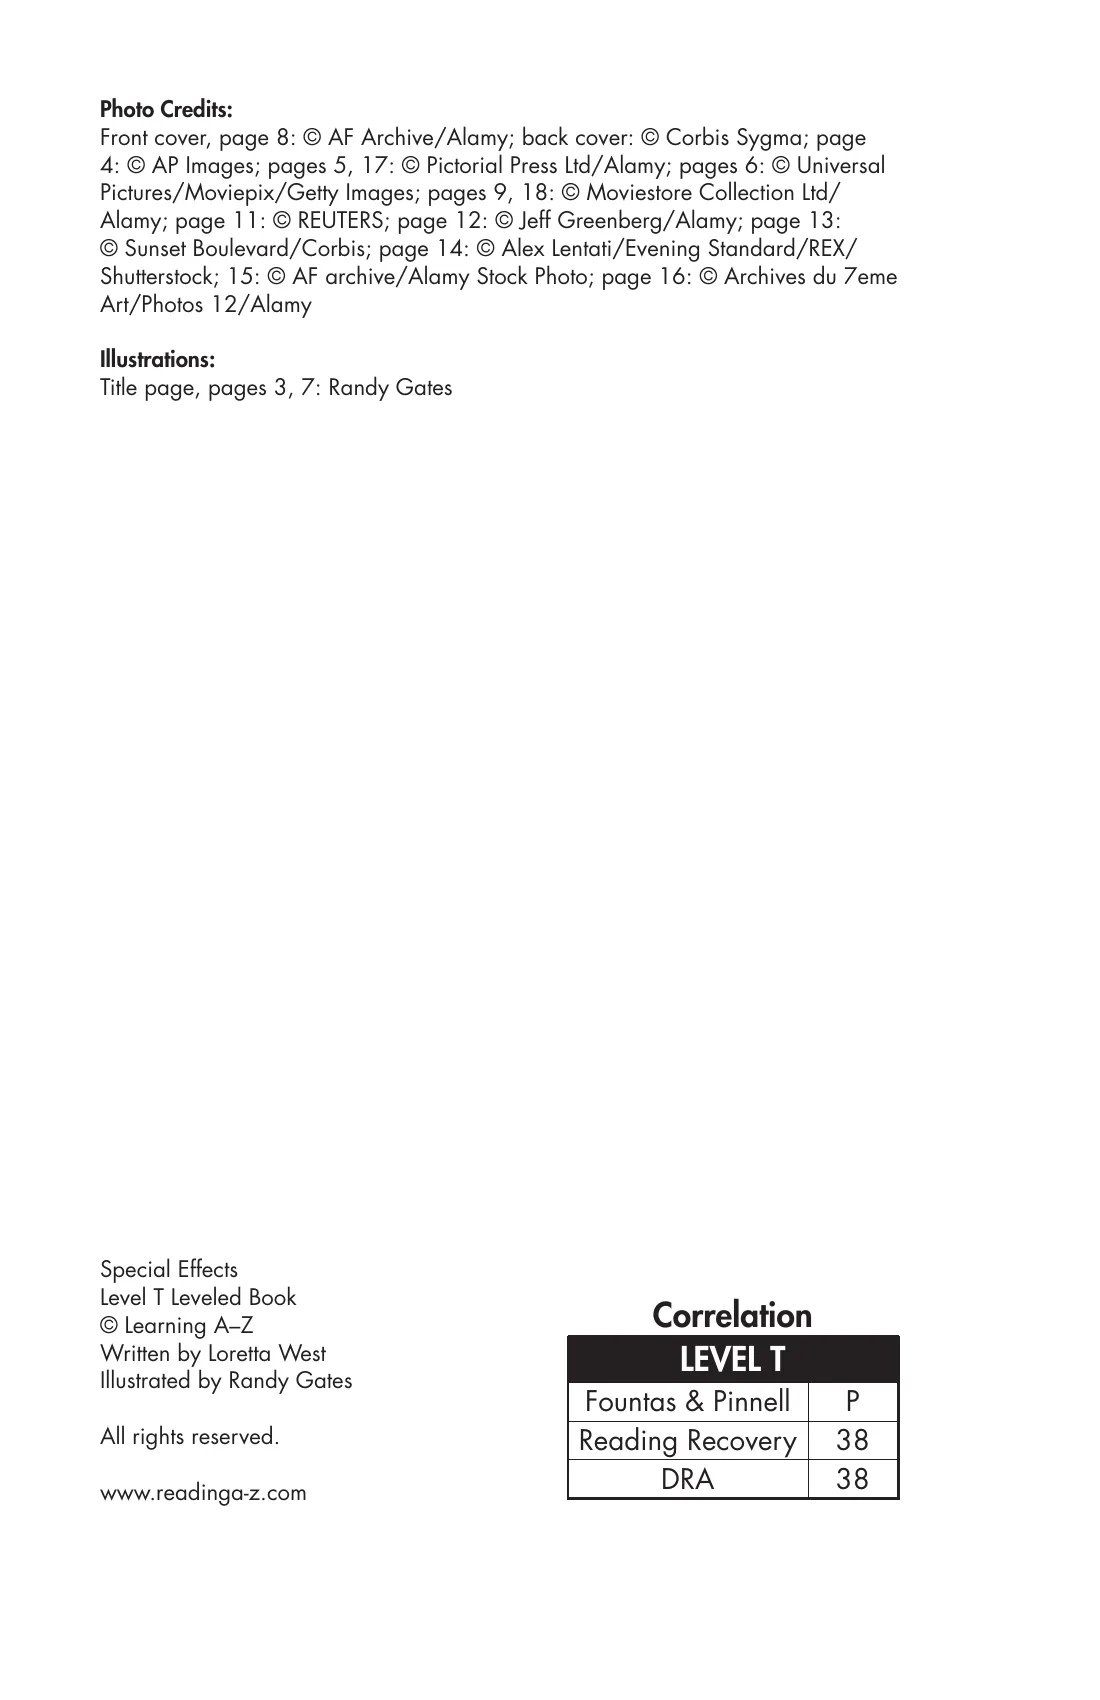 Photo Credits:
Front cover, page 8: © AF Archive/Alamy; back cover: © Corbis Sygma; page
4: © AP Images; pages 5, 17: © Pictorial Press Ltd/Alamy; pages 6: © Universal
Pictures/Moviepix/Getty Images; pages 9, 18: © Moviestore Collection Ltd/
Alamy; page 11: © REUTERS; page 12: © Jeff Greenberg/Alamy; page 13:
© Sunset Boulevard/Corbis; page 14: © Alex Lentati/Evening Standard/REX/
Shutterstock; 15: © AF archive/Alamy Stock Photo; page 16: © Archives du 7eme
Art/Photos 12/Alamy
Illustrations:
Title page, pages 3, 7: Randy Gates
Special Effects
Level T Leveled Book
© Learning A–Z
Written by Loretta West
Illustrated by Randy Gates
All rights reserved.
www.readinga-z.com
Correlation
LEVEL T
Fountas & Pinnell P
Reading Recovery 38
DRA 38